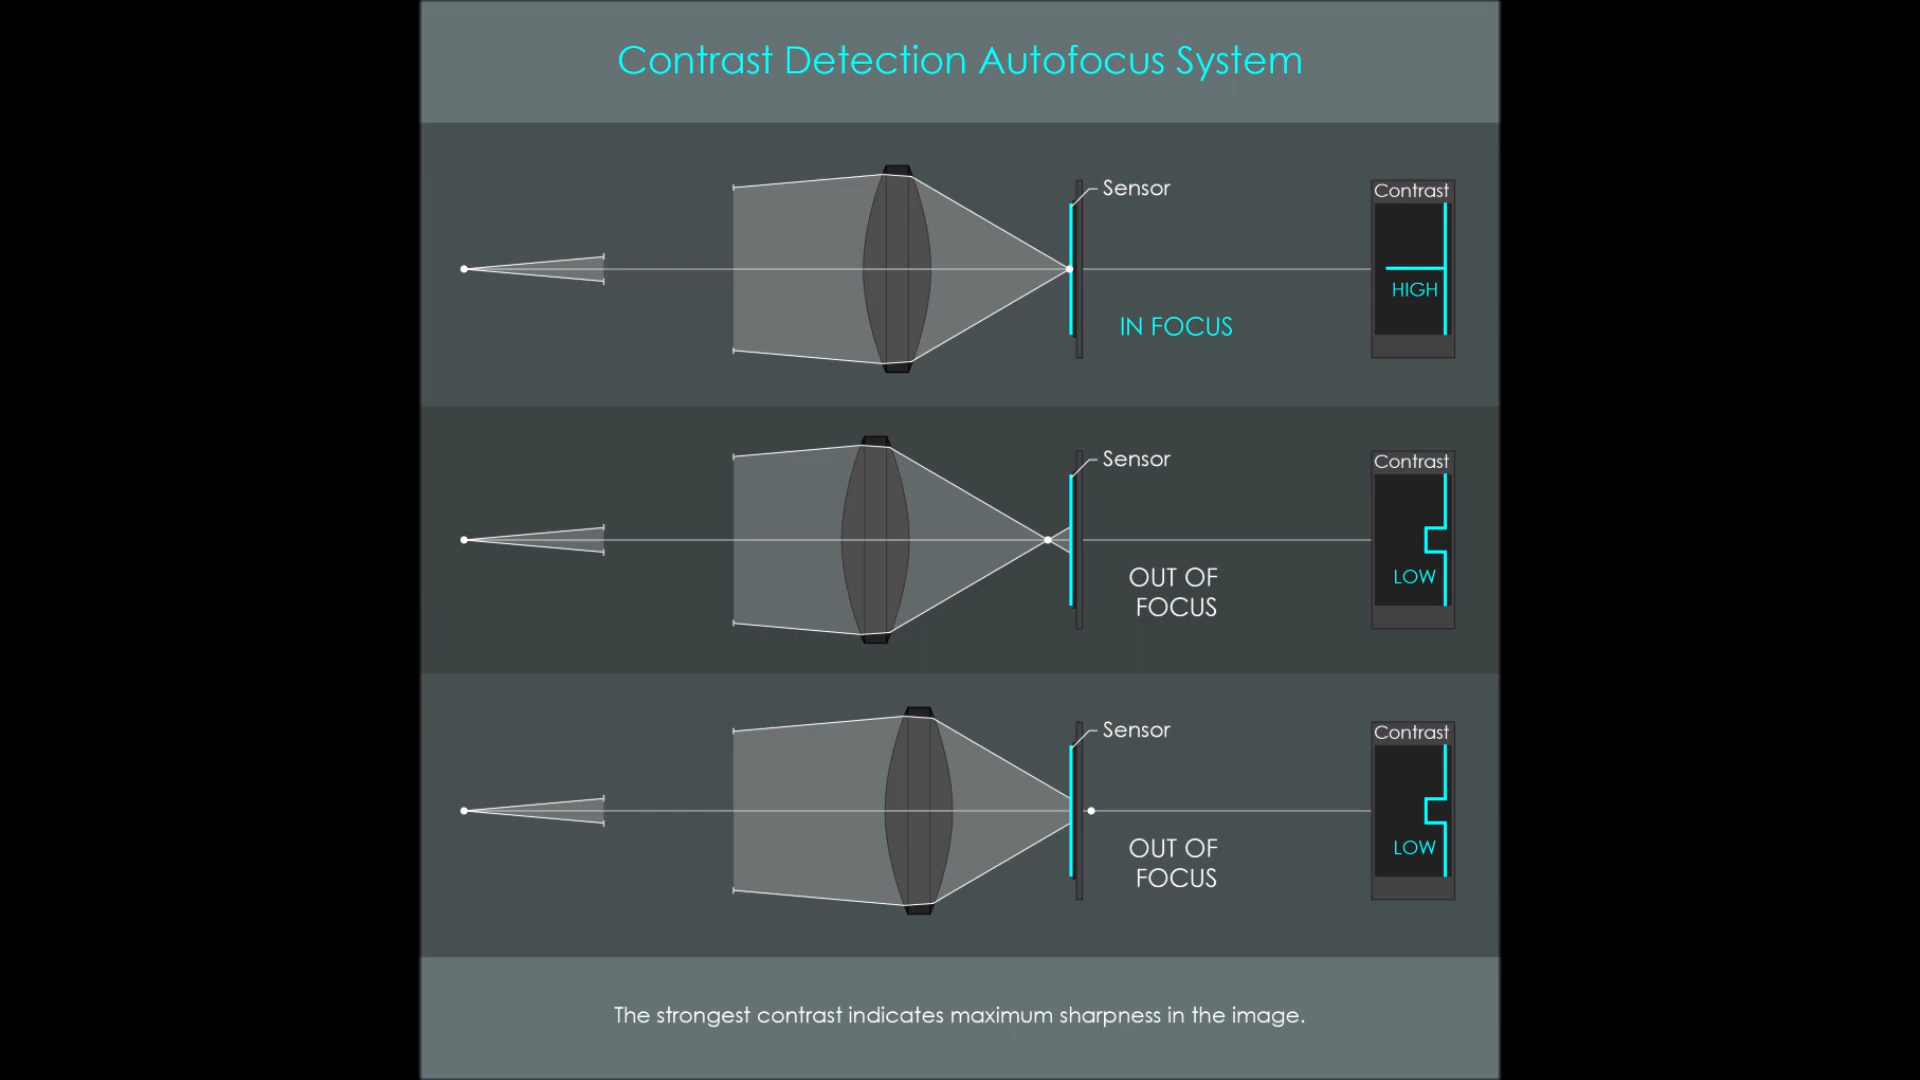 Contrast Detection Autofocus System
Sensor
Contrast
HIGH
IN FOCUS
Sensor
Contrast
OUT OF
FOCUS
LOW
Sensor
Contrast
OUT OF
FOCUS
LOW
The strongest contrast indicates maximum sharpness in the image.